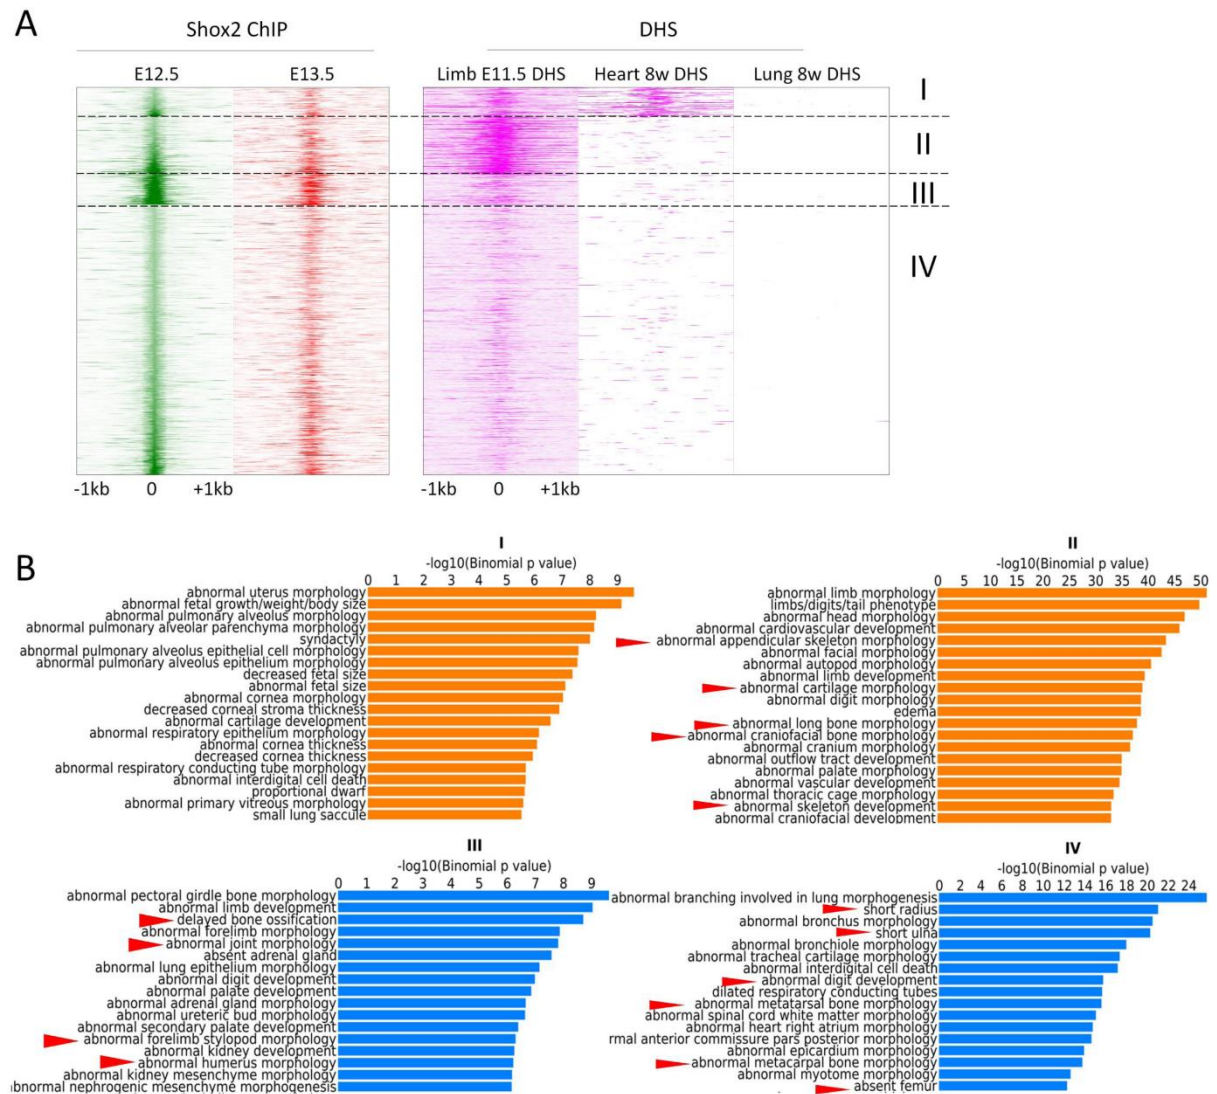 A
Shox2 ChIP
DHS
E12.5
E13.5
Limb E11.5 DHS
Heart 8w DHS
Lung 8w DHS
I
II
III
IV
-1kb 0 +1kb
-1kb 0 +1kb
B
I
-log10(Binomial p value)
0 1 2 3 4 5 6 7 8 9
abnormal uterus morphology
abnormal fetal growth/weight/body size
abnormal pulmonary alveolus morphology
abnormal pulmonary alveolar parenchyma morphology
syndactyly
abnormal pulmonary alveolus epithelial cell morphology
abnormal pulmonary alveolus epithelium morphology
decreased fetal size
abnormal fetal size
abnormal cornea morphology
decreased corneal stroma thickness
abnormal cartilage development
abnormal respiratory epithelium morphology
abnormal cornea thickness
decreased cornea thickness
abnormal respiratory conducting tube morphology
abnormal interdigital cell death
proportional dwarf
abnormal primary vitreous morphology
small lung saccule
II
-log10(Binomial p value)
0 5 10 15 20 25 30 35 40 45 50
abnormal limb morphology
limbs/digits/tail phenotype
abnormal head morphology
abnormal cardiovascular development
abnormal appendicular skeleton morphology
abnormal facial morphology
abnormal autopod morphology
abnormal limb development
abnormal cartilage morphology
abnormal digit morphology
edema
abnormal long bone morphology
abnormal craniofacial bone morphology
abnormal cranium morphology
abnormal outflow tract development
abnormal palate morphology
abnormal vascular development
abnormal thoracic cage morphology
abnormal skeleton development
abnormal craniofacial development
III
-log10(Binomial p value)
0 1 2 3 4 5 6 7 8 9
abnormal pectoral girdle bone morphology
abnormal limb development
delayed bone ossification
abnormal forelimb morphology
abnormal joint morphology
absent adrenal gland
abnormal lung epithelium morphology
abnormal digit development
abnormal palate development
abnormal adrenal gland morphology
abnormal ureteric bud morphology
abnormal secondary palate development
abnormal forelimb stylopod morphology
abnormal kidney development
abnormal humerus morphology
abnormal kidney mesenchyme morphology
abnormal nephrogenic mesenchyme morphogenesis
IV
-log10(Binomial p value)
0 2 4 6 8 10 12 14 16 18 20 22 24
abnormal branching involved in lung morphogenesis
short radius
abnormal bronchus morphology
short ulna
abnormal bronchiole morphology
abnormal tracheal cartilage morphology
abnormal interdigital cell death
abnormal digit development
dilated respiratory conducting tubes
abnormal metatarsal bone morphology
abnormal spinal cord white matter morphology
abnormal heart right atrium morphology
rmal anterior commissure pars posterior morphology
abnormal epicardium morphology
abnormal metacarpal bone morphology
abnormal myotome morphology
absent femur